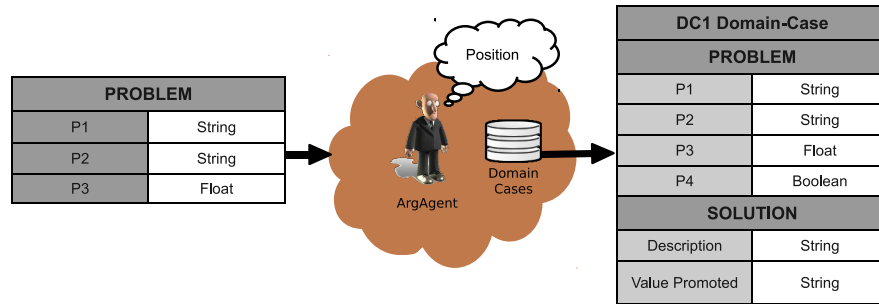 PROBLEM
P1 String
P2 String
P3 Float
Position
ArgAgent
Domain
Cases
DC1 Domain-Case
PROBLEM
P1 String
P2 String
P3 Float
P4 Boolean
SOLUTION
Description String
Value Promoted String